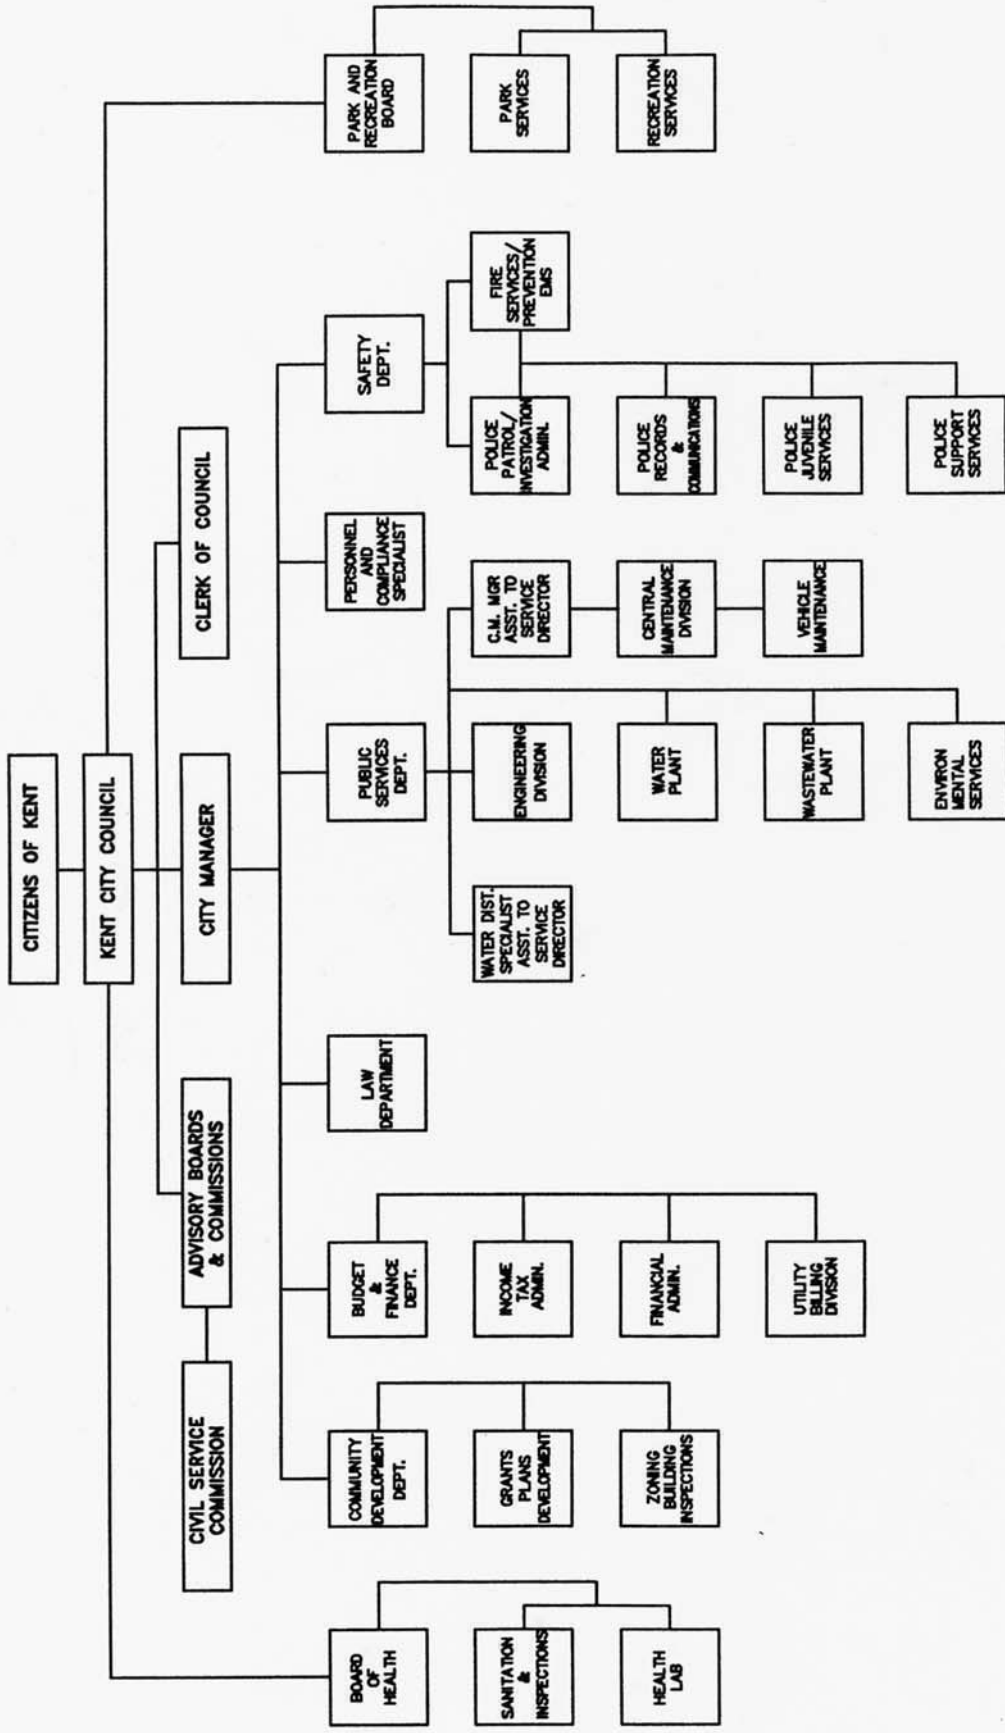 CITIZENS OF KENT
KENT CITY COUNCIL
CIVIL SERVICE
COMMISSION
ADVISORY BOARDS
& COMMISSIONS
CITY MANAGER
CLERK OF COUNCIL
BOARD
OF
HEALTH
COMMUNITY
DEVELOPMENT
DEPT.
BUDGET
&
FINANCE
DEPT.
LAW
DEPARTMENT
PUBLIC
SERVICES
DEPT.
PERSONNEL
AND
COMPLIANCE
SPECIALIST
SAFETY
DEPT.
PARK AND
RECREATION
BOARD
SANITATION
&
INSPECTIONS
GRANTS
PLANS
DEVELOPMENT
INCOME
TAX
ADMIN.
WATER DIST.
SPECIALIST
ASST. TO
SERVICE
DIRECTOR
ENGINEERING
DIVISION
C.M. MGR
ASST. TO
SERVICE
DIRECTOR
POLICE
PATROL/
INVESTIGATION
ADMIN.
FIRE
SERVICES/
PREVENTION
EMS
PARK
SERVICES
HEALTH
LAB
ZONING
BUILDING
INSPECTIONS
FINANCIAL
ADMIN.
WATER
PLANT
CENTRAL
MAINTENANCE
DIVISION
POLICE
RECORDS
&
COMMUNICATIONS
RECREATION
SERVICES
UTILITY
BILLING
DIVISION
WASTEWATER
PLANT
VEHICLE
MAINTENANCE
POLICE
JUVENILE
SERVICES
ENVIRON
MENTAL
SERVICES
POLICE
SUPPORT
SERVICES